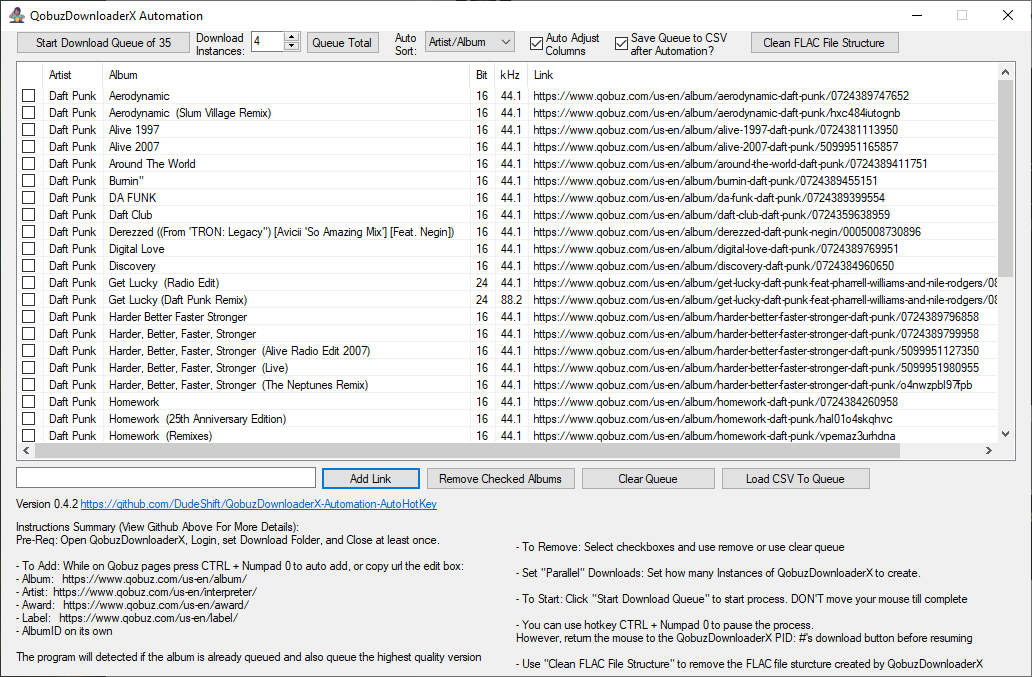 QobuzDownloaderX Automation
Start Download Queue of 35 Download Instances: 4 Queue Total Auto Sort: Artist/Album Auto Adjust Columns Save Queue to CSV after Automation? Clean FLAC File Structure
Artist Album Bit kHz Link
Daft Punk Aerodynamic 16 44.1 https://www.qobuz.com/us-en/album/aerodynamic-daft-punk/0724389747652
Daft Punk Aerodynamic (Slum Village Remix) 16 44.1 https://www.qobuz.com/us-en/album/aerodynamic-daft-punk/hxc484iutognb
Daft Punk Alive 1997 16 44.1 https://www.qobuz.com/us-en/album/alive-1997-daft-punk/0724381113950
Daft Punk Alive 2007 16 44.1 https://www.qobuz.com/us-en/album/alive-2007-daft-punk/5099951165857
Daft Punk Around The World 16 44.1 https://www.qobuz.com/us-en/album/around-the-world-daft-punk/0724389411751
Daft Punk Burnin'' 16 44.1 https://www.qobuz.com/us-en/album/burnin-daft-punk/0724389455151
Daft Punk DA FUNK 16 44.1 https://www.qobuz.com/us-en/album/da-funk-daft-punk/0724389399554
Daft Punk Daft Club 16 44.1 https://www.qobuz.com/us-en/album/daft-club-daft-punk/0724359638959
Daft Punk Derezzed ((From 'TRON: Legacy'') [Avicii 'So Amazing Mix'] [Feat. Negin]) 16 44.1 https://www.qobuz.com/us-en/album/derezzed-daft-punk-negin/0005008730896
Daft Punk Digital Love 16 44.1 https://www.qobuz.com/us-en/album/digital-love-daft-punk/0724389769951
Daft Punk Discovery 16 44.1 https://www.qobuz.com/us-en/album/discovery-daft-punk/0724384960650
Daft Punk Get Lucky (Radio Edit) 24 44.1 https://www.qobuz.com/us-en/album/get-lucky-daft-punk-feat-pharrell-williams-and-nile-rodgers/08
Daft Punk Get Lucky (Daft Punk Remix) 24 88.2 https://www.qobuz.com/us-en/album/get-lucky-daft-punk-feat-pharrell-williams-and-nile-rodgers/08
Daft Punk Harder Better Faster Stronger 16 44.1 https://www.qobuz.com/us-en/album/harder-better-faster-stronger-daft-punk/0724389796858
Daft Punk Harder, Better, Faster, Stronger 16 44.1 https://www.qobuz.com/us-en/album/harder-better-faster-stronger-daft-punk/0724389799958
Daft Punk Harder, Better, Faster, Stronger (Alive Radio Edit 2007) 16 44.1 https://www.qobuz.com/us-en/album/harder-better-faster-stronger-daft-punk/5099951127350
Daft Punk Harder, Better, Faster, Stronger (Live) 16 44.1 https://www.qobuz.com/us-en/album/harder-better-faster-stronger-daft-punk/5099951980955
Daft Punk Harder, Better, Faster, Stronger (The Neptunes Remix) 16 44.1 https://www.qobuz.com/us-en/album/harder-better-faster-stronger-daft-punk/o4nwzpbl97fpb
Daft Punk Homework 16 44.1 https://www.qobuz.com/us-en/album/homework-daft-punk/0724384260958
Daft Punk Homework (25th Anniversary Edition) 16 44.1 https://www.qobuz.com/us-en/album/homework-daft-punk/hal01o4skqhvc
Daft Punk Homework (Remixes) 16 44.1 https://www.qobuz.com/us-en/album/homework-daft-punk/vpemaz3urhdna
Add Link Remove Checked Albums Clear Queue Load CSV To Queue
Version 0.4.2 https://github.com/DudeShift/QobuzDownloaderX-Automation-AutoHotKey
Instructions Summary (View Github Above For More Details):
Pre-Req: Open QobuzDownloaderX, Login, set Download Folder, and Close at least once.
- To Add: While on Qobuz pages press CTRL + Numpad 0 to auto add, or copy url the edit box:
- Album: https://www.qobuz.com/us-en/album/
- Artist: https://www.qobuz.com/us-en/interpreter/
- Award: https://www.qobuz.com/us-en/award/
- Label: https://www.qobuz.com/us-en/label/
- AlbumID on its own
The program will detected if the album is already queued and also queue the highest quality version
- To Remove: Select checkboxes and use remove or use clear queue
- Set "Parallel" Downloads: Set how many Instances of QobuzDownloaderX to create.
- To Start: Click "Start Download Queue" to start process. DON'T move your mouse till complete
- You can use hotkey CTRL + Numpad 0 to pause the process.
However, return the mouse to the QobuzDownloaderX PID: #'s download button before resuming
- Use "Clean FLAC File Structure" to remove the FLAC file sturcture created by QobuzDownloaderX